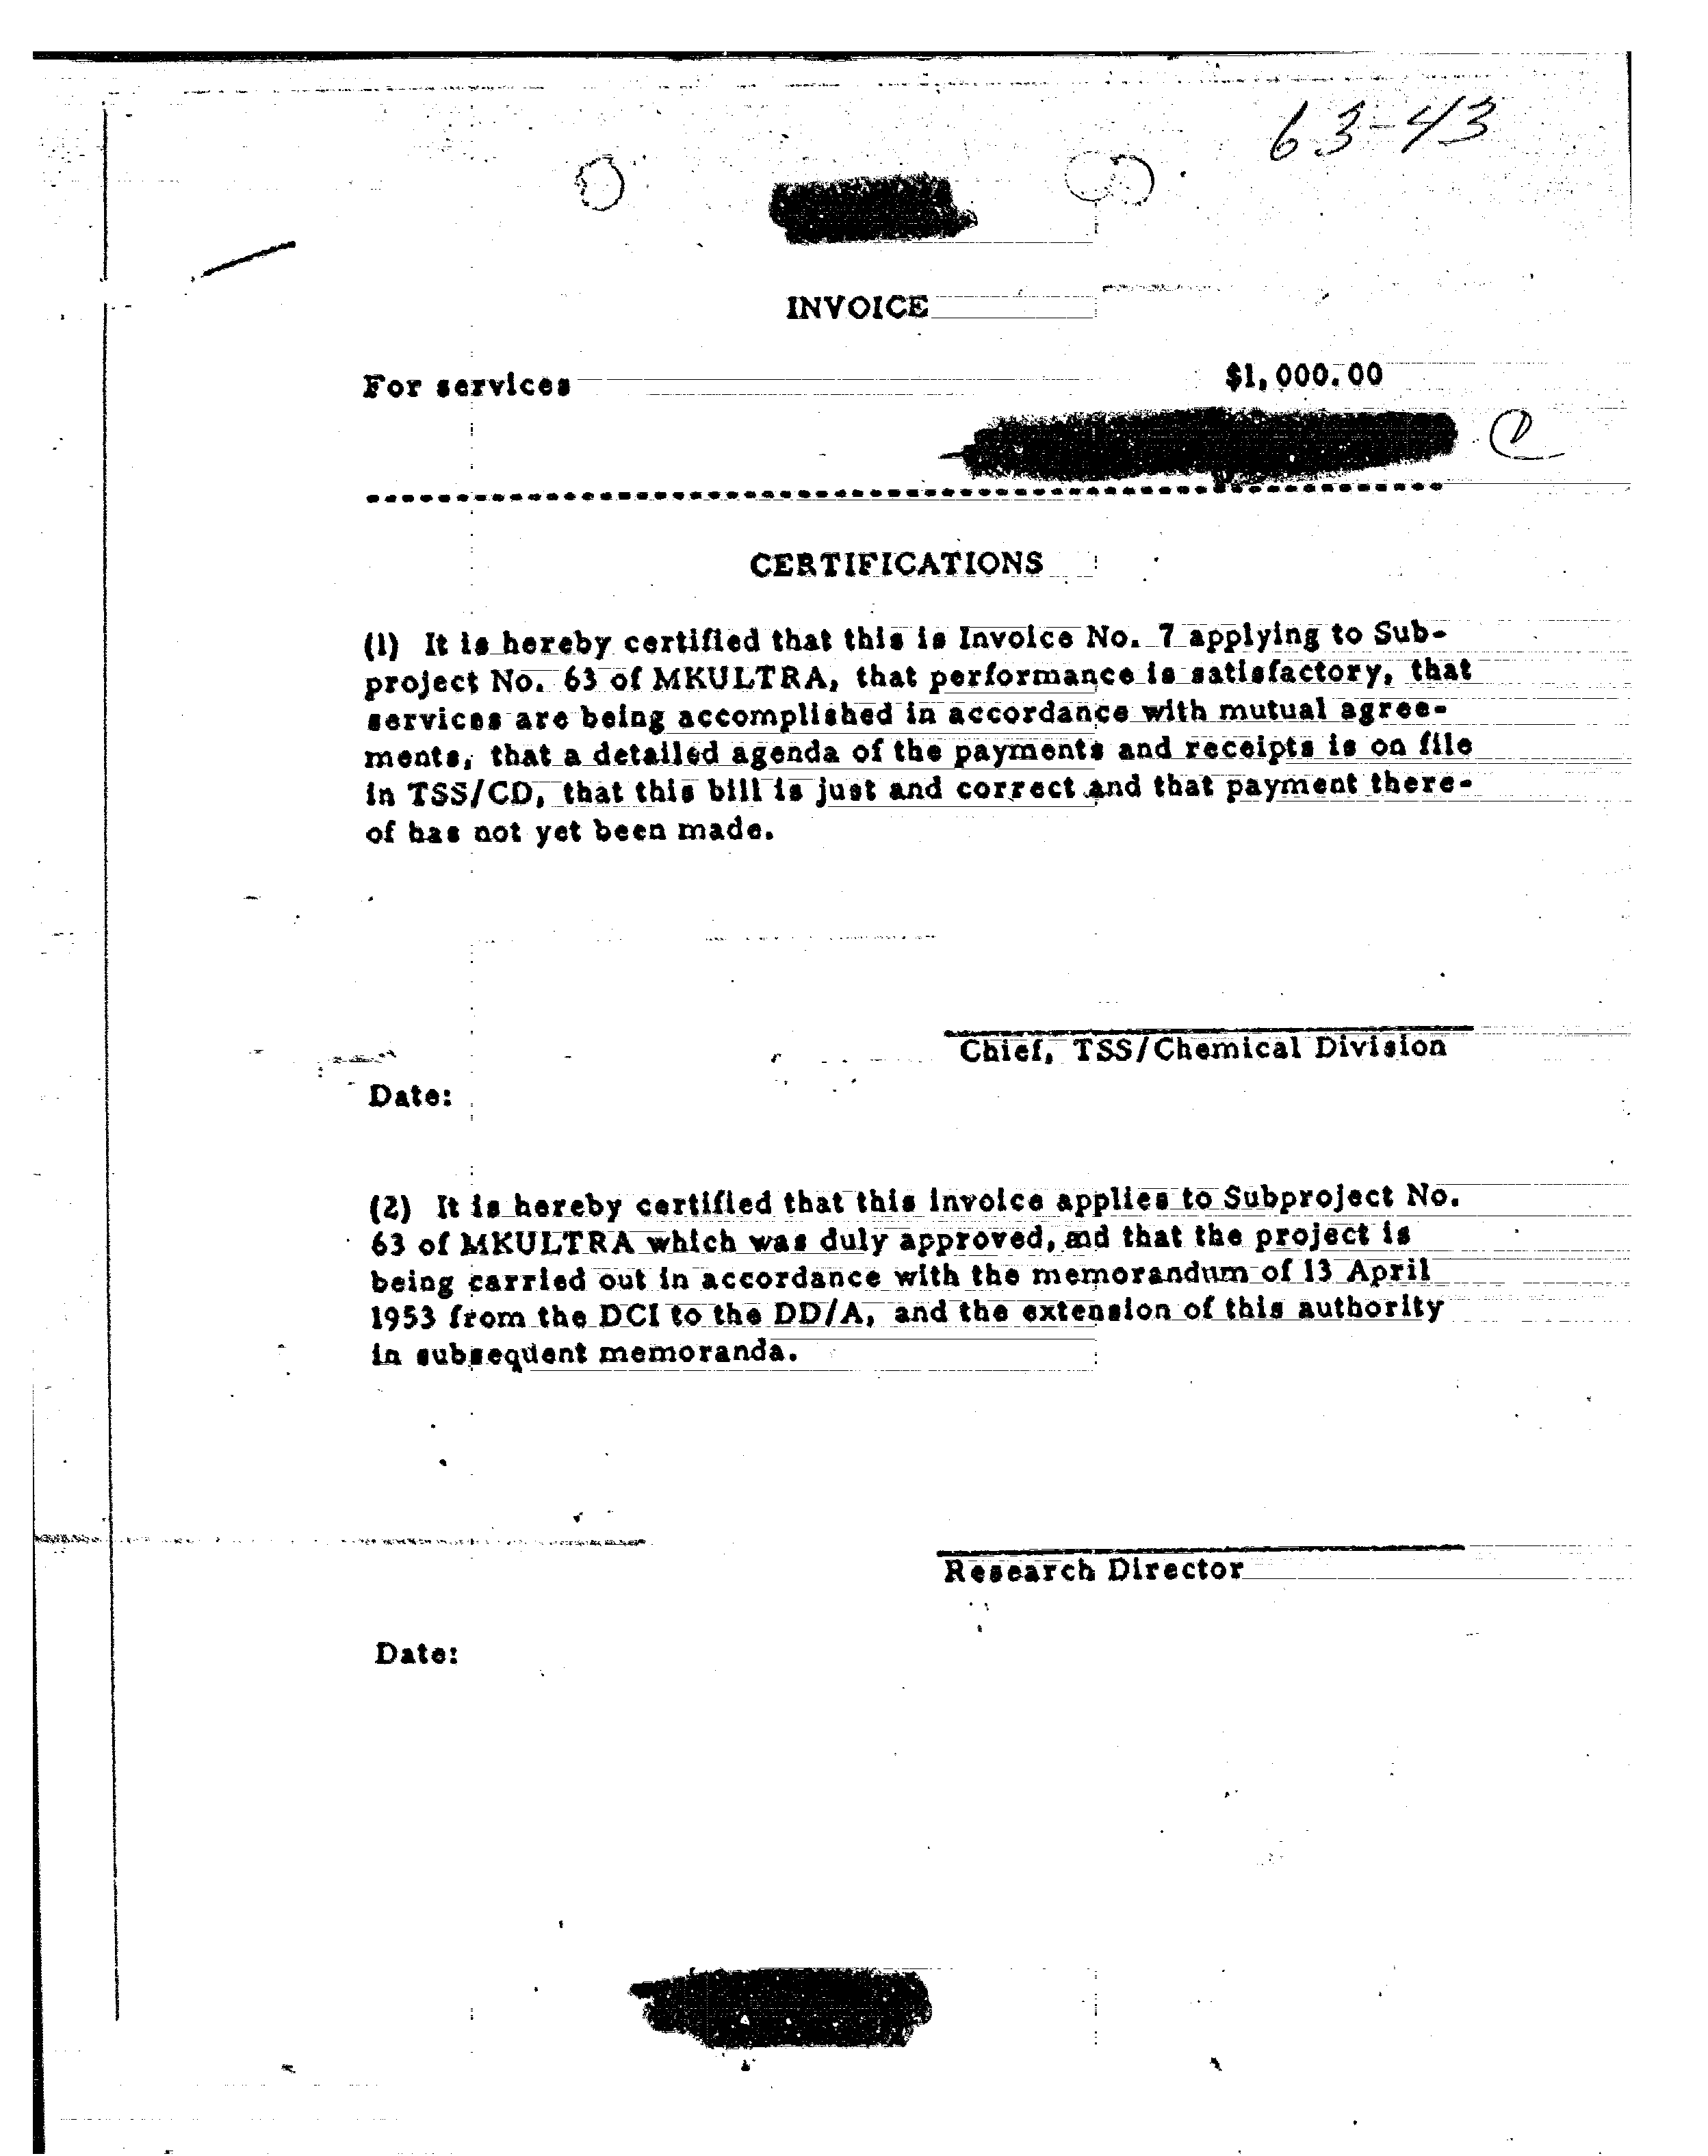 63-43
INVOICE
For services $1,000.00
CERTIFICATIONS
(1) It is hereby certified that this is Invoice No. 7 applying to Sub-
project No. 63 of MKULTRA, that performance is satisfactory, that
services are being accomplished in accordance with mutual agree-
ments, that a detailed agenda of the payments and receipts is on file
in TSS/CD, that this bill is just and correct and that payment there-
of has not yet been made.
Chief, TSS/Chemical Division
Date:
(2) It is hereby certified that this invoice applies to Subproject No.
63 of MKULTRA which was duly approved, and that the project is
being carried out in accordance with the memorandum of 13 April
1953 from the DCI to the DD/A, and the extension of this authority
in subsequent memoranda.
Research Director
Date: